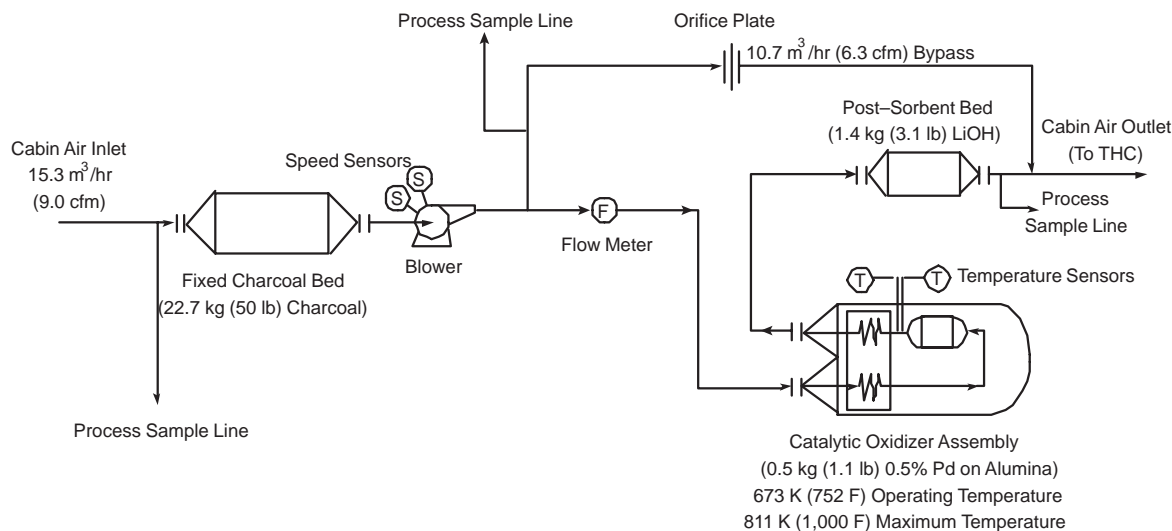 Process Sample Line
Orifice Plate
10.7 m3/hr (6.3 cfm) Bypass
Post–Sorbent Bed
(1.4 kg (3.1 lb) LiOH)
Cabin Air Outlet
(To THC)
Cabin Air Inlet
15.3 m3/hr
(9.0 cfm)
Speed Sensors
S
S
F
Process
Sample Line
Flow Meter
Blower
Fixed Charcoal Bed
(22.7 kg (50 lb) Charcoal)
T
T
Temperature Sensors
Process Sample Line
Catalytic Oxidizer Assembly
(0.5 kg (1.1 lb) 0.5% Pd on Alumina)
673 K (752 F) Operating Temperature
811 K (1,000 F) Maximum Temperature